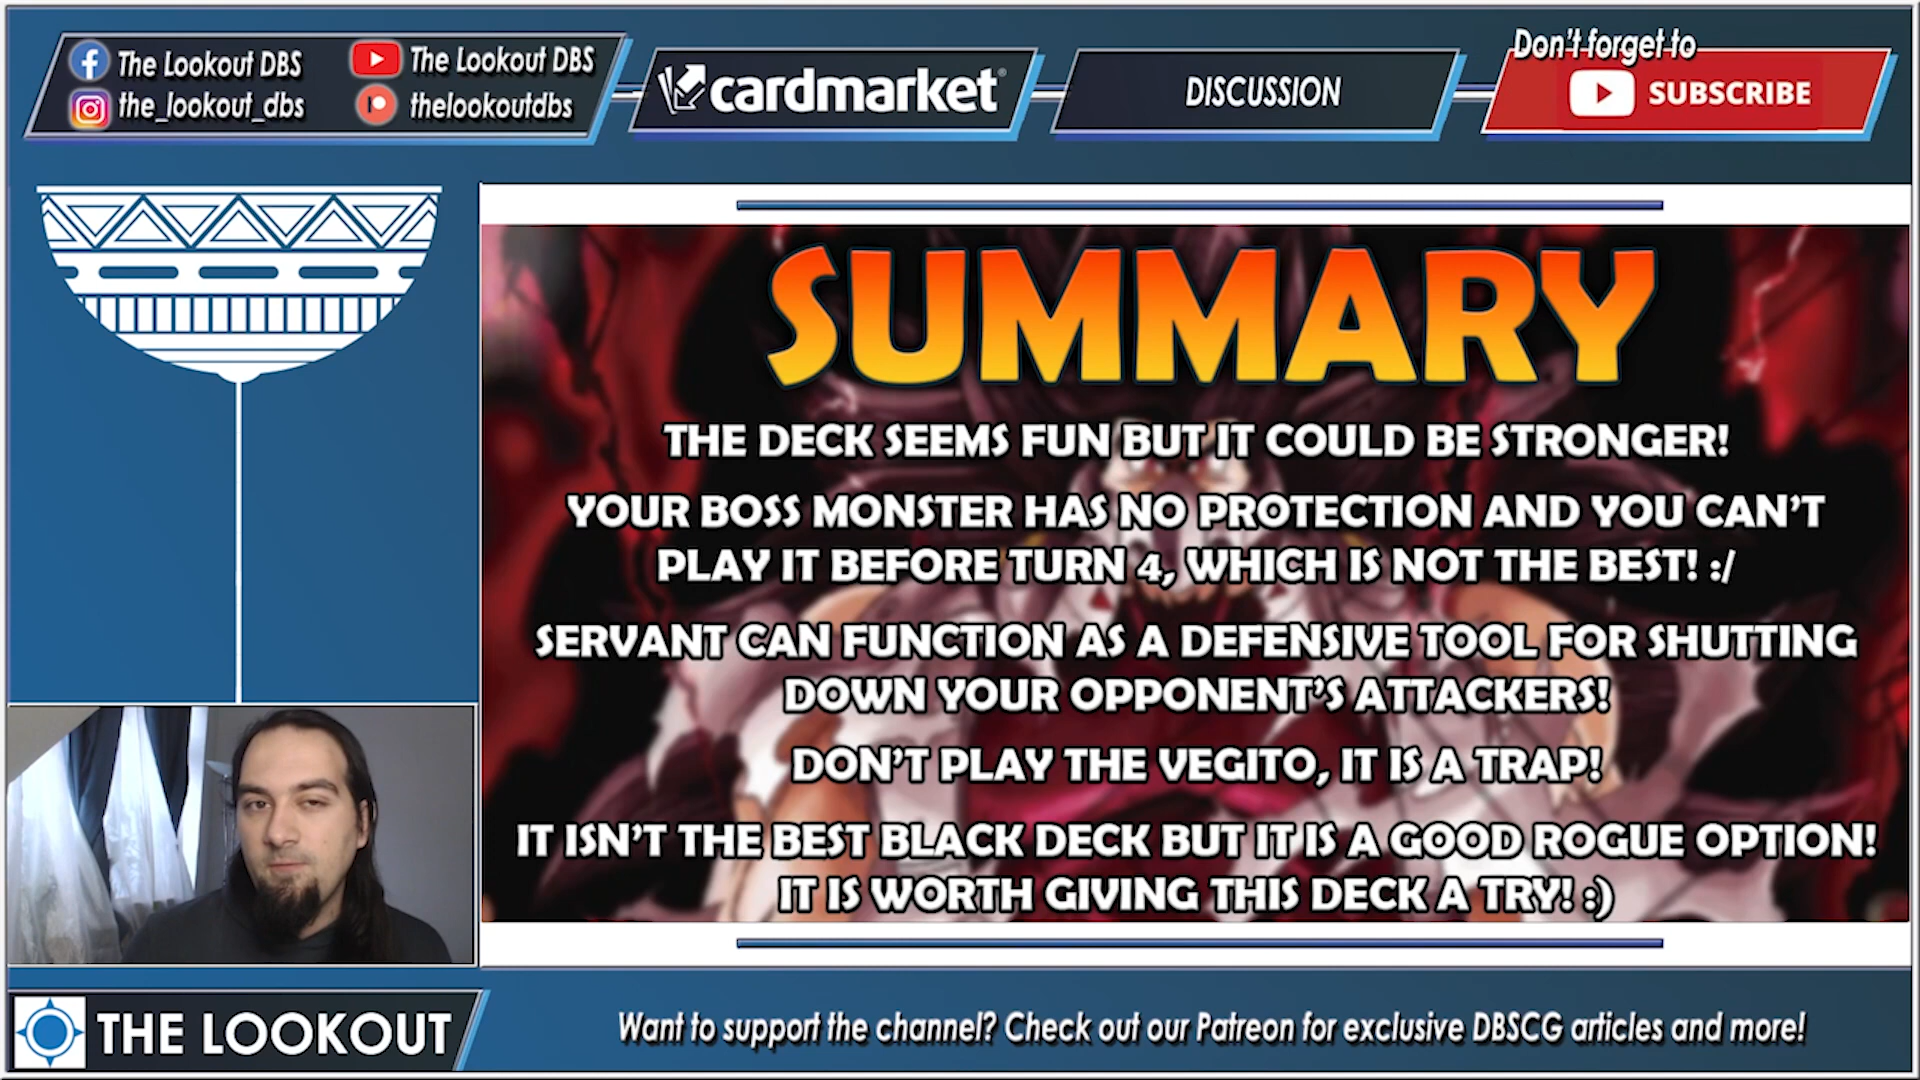 The Lookout DBS
The Lookout DBS
the_lookout_dbs
thelookoutdbs
cardmarket
DISCUSSION
Don't forget to
SUBSCRIBE
SUMMARY
THE DECK SEEMS FUN BUT IT COULD BE STRONGER!
YOUR BOSS MONSTER HAS NO PROTECTION AND YOU CAN'T
PLAY IT BEFORE TURN 4, WHICH IS NOT THE BEST! :/
SERVANT CAN FUNCTION AS A DEFENSIVE TOOL FOR SHUTTING
DOWN YOUR OPPONENT'S ATTACKERS!
DON'T PLAY THE VEGITO, IT IS A TRAP!
IT ISN'T THE BEST BLACK DECK BUT IT IS A GOOD ROGUE OPTION!
IT IS WORTH GIVING THIS DECK A TRY! :)
THE LOOKOUT
Want to support the channel? Check out our Patreon for exclusive DBSCG articles and more!